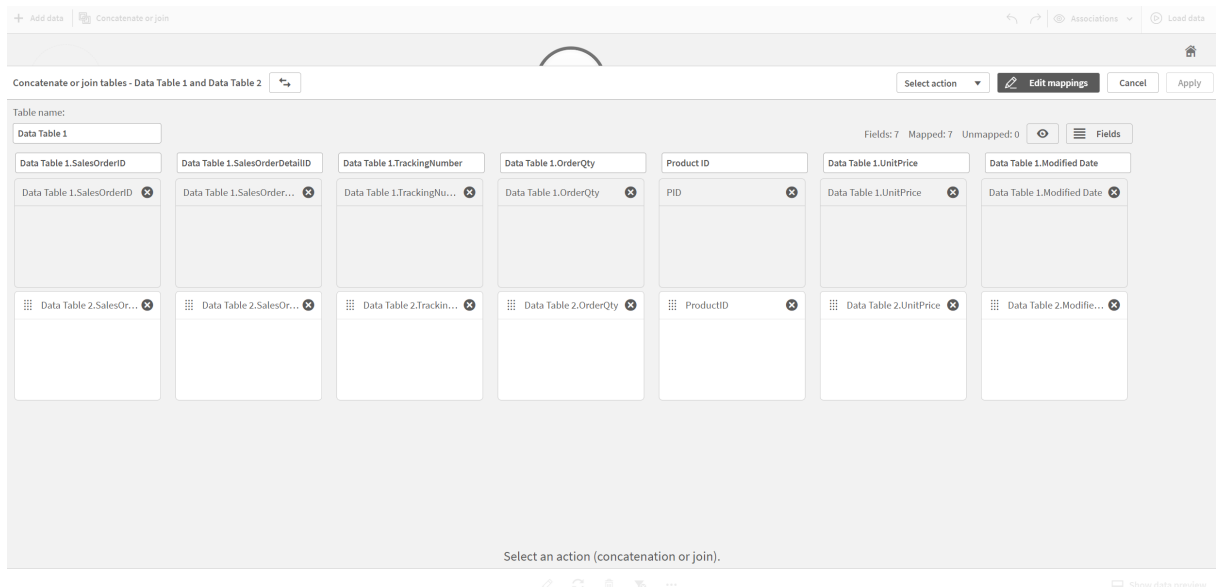 Add data Concatenate or join Associations Load data
Concatenate or join tables - Data Table 1 and Data Table 2 Select action Edit mappings Cancel Apply
Table name:
Data Table 1 Fields: 7 Mapped: 7 Unmapped: 0 Fields
Data Table 1.SalesOrderID Data Table 1.SalesOrderDetailID Data Table 1.TrackingNumber Data Table 1.OrderQty Product ID Data Table 1.UnitPrice Data Table 1.Modified Date
Data Table 1.SalesOrderID Data Table 1.SalesOrder... Data Table 1.TrackingNu... Data Table 1.OrderQty PID Data Table 1.UnitPrice Data Table 1.Modified Date
Data Table 2.SalesOr... Data Table 2.SalesOr... Data Table 2.Trackin... Data Table 2.OrderQty ProductID Data Table 2.UnitPrice Data Table 2.Modifie...
Select an action (concatenation or join).
Show data preview